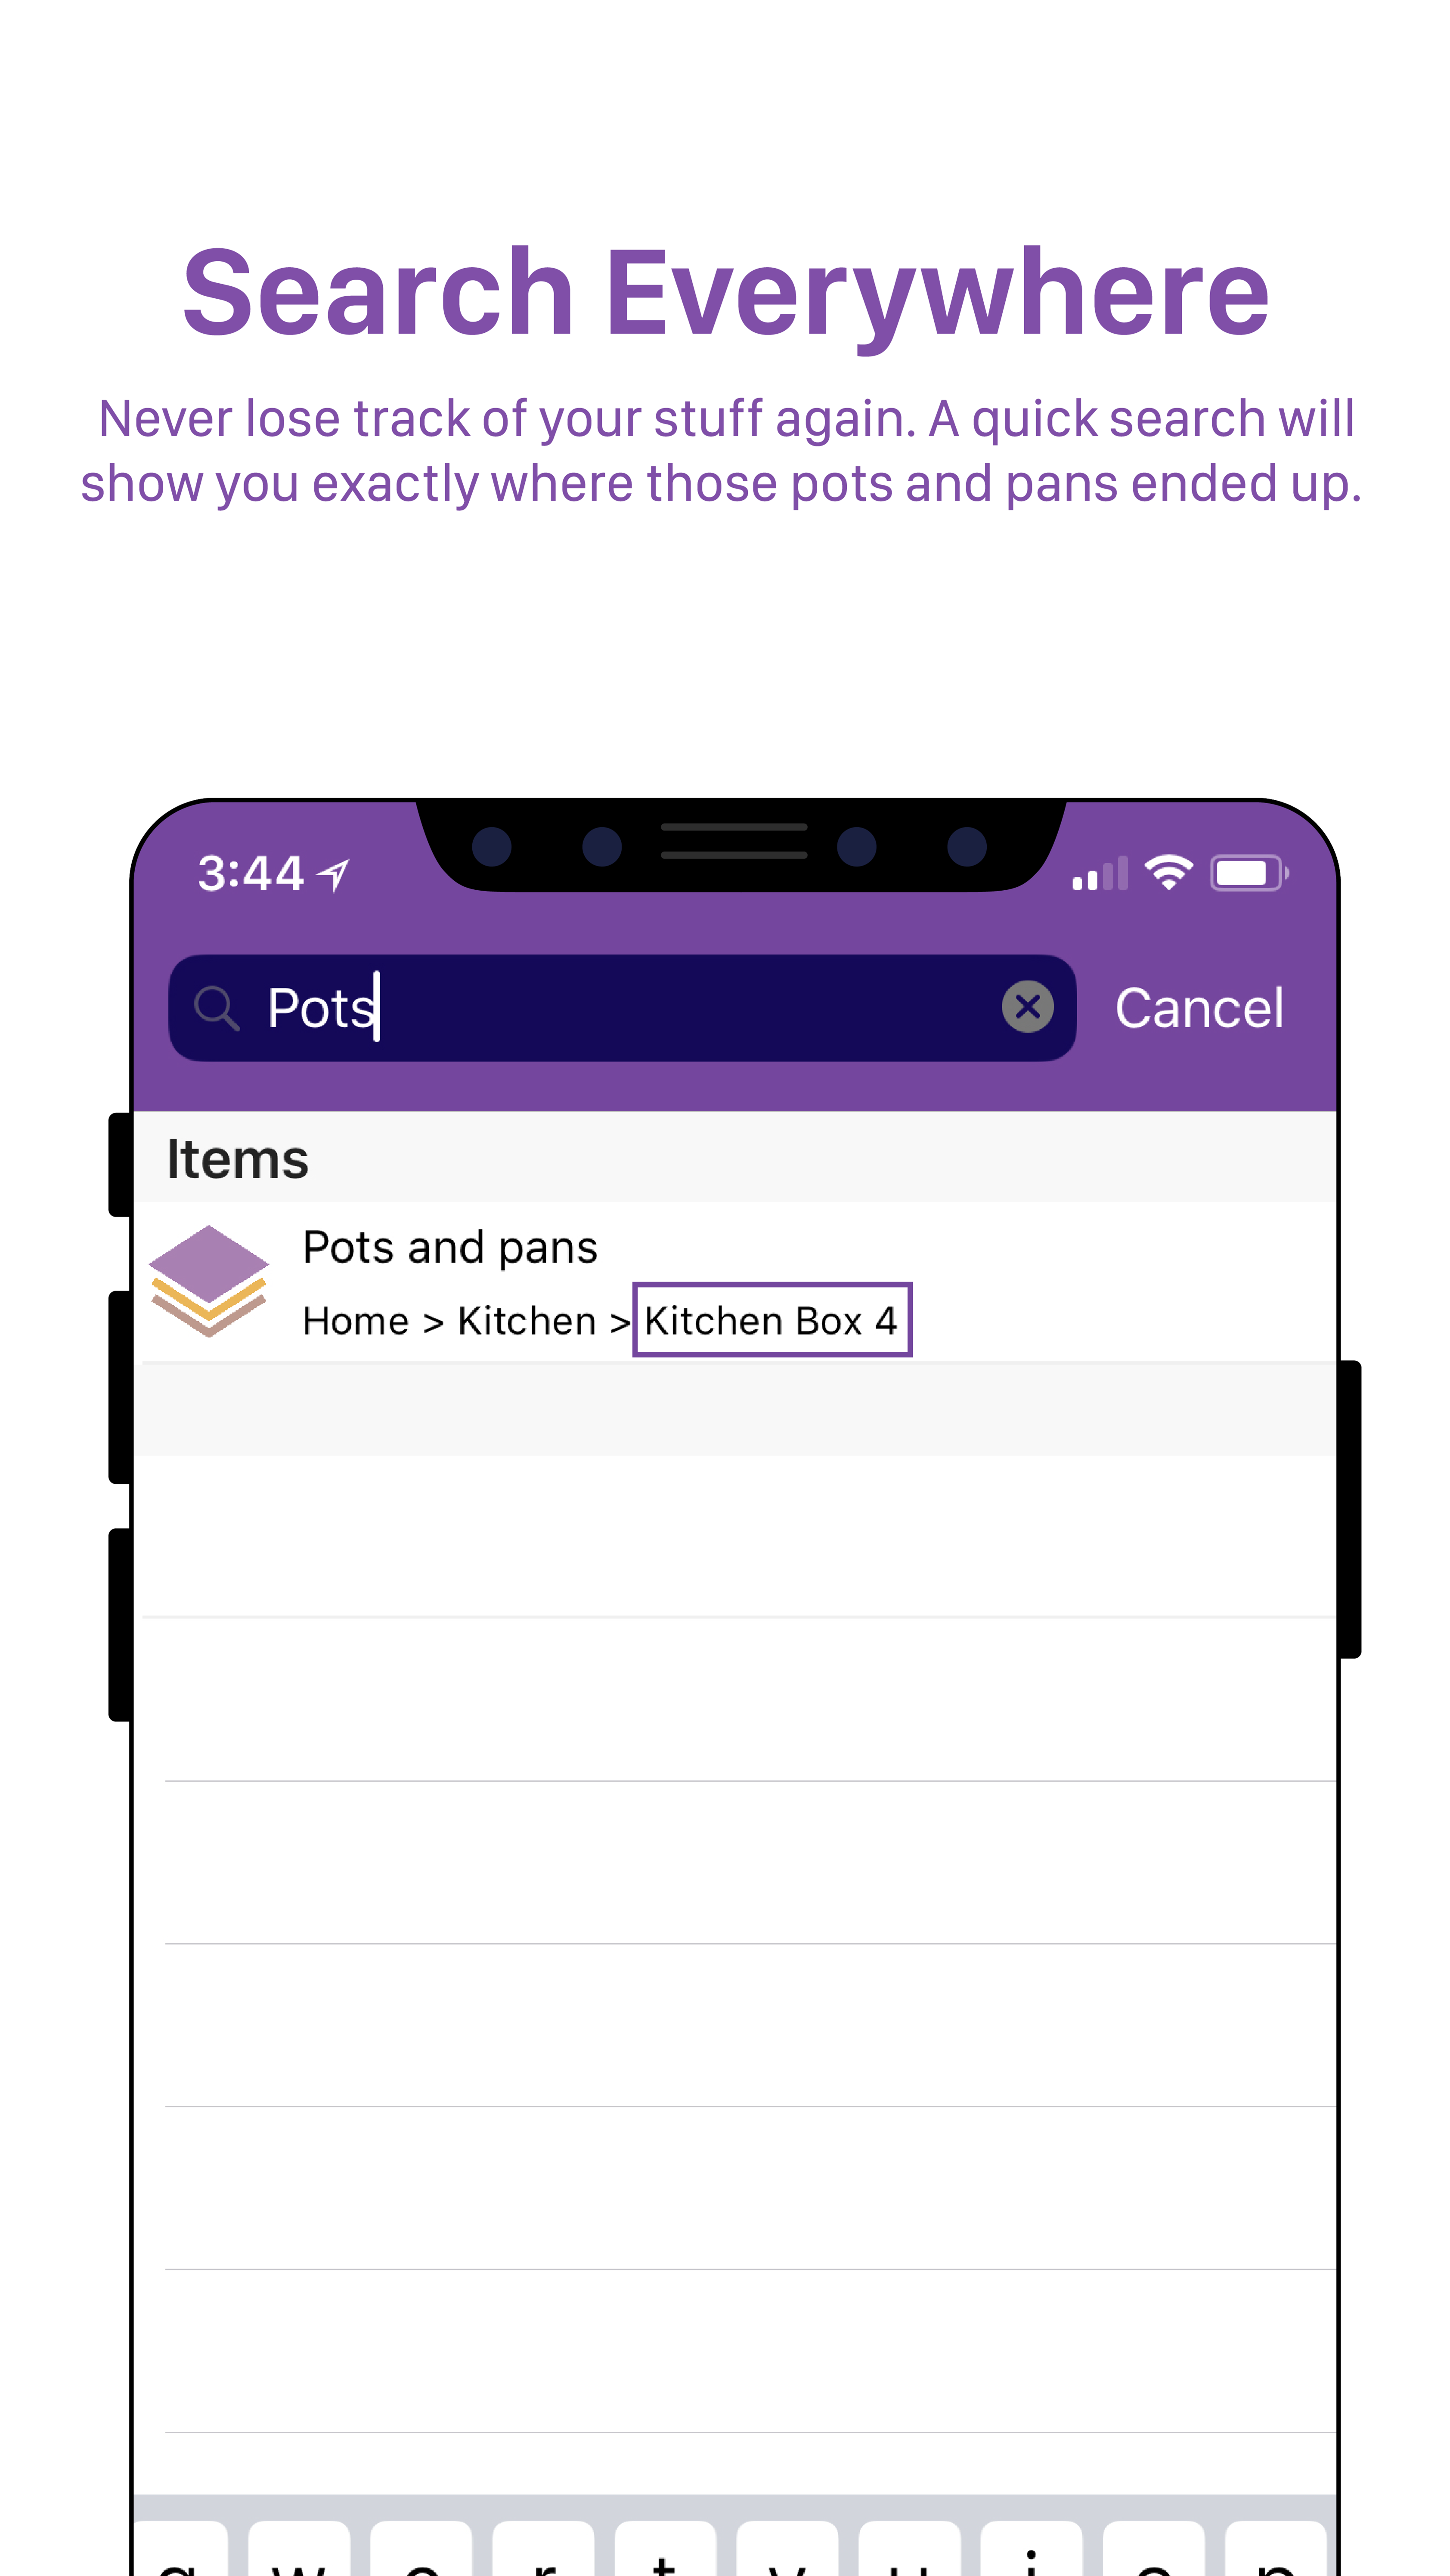 Search Everywhere
Never lose track of your stuff again. A quick search will
show you exactly where those pots and pans ended up.
3:44
Pots
Cancel
Items
Pots and pans
Home > Kitchen > Kitchen Box 4
q w e r t y u i o p